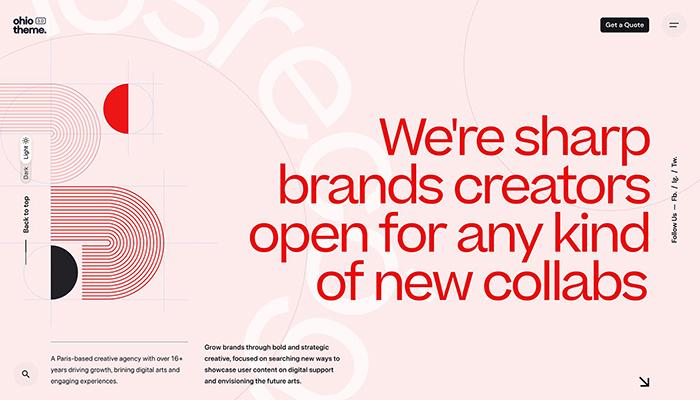 ohio 3.0
theme.
Get a Quote
We're sharp
brands creators
open for any kind
of new collabs
Dark Light
Back to top
Follow Us — Fb. / Ig. / Tw.
A Paris-based creative agency with over 16+
years driving growth, brining digital arts and
engaging experiences.
Grow brands through bold and strategic
creative, focused on searching new ways to
showcase user content on digital support
and envisioning the future arts.